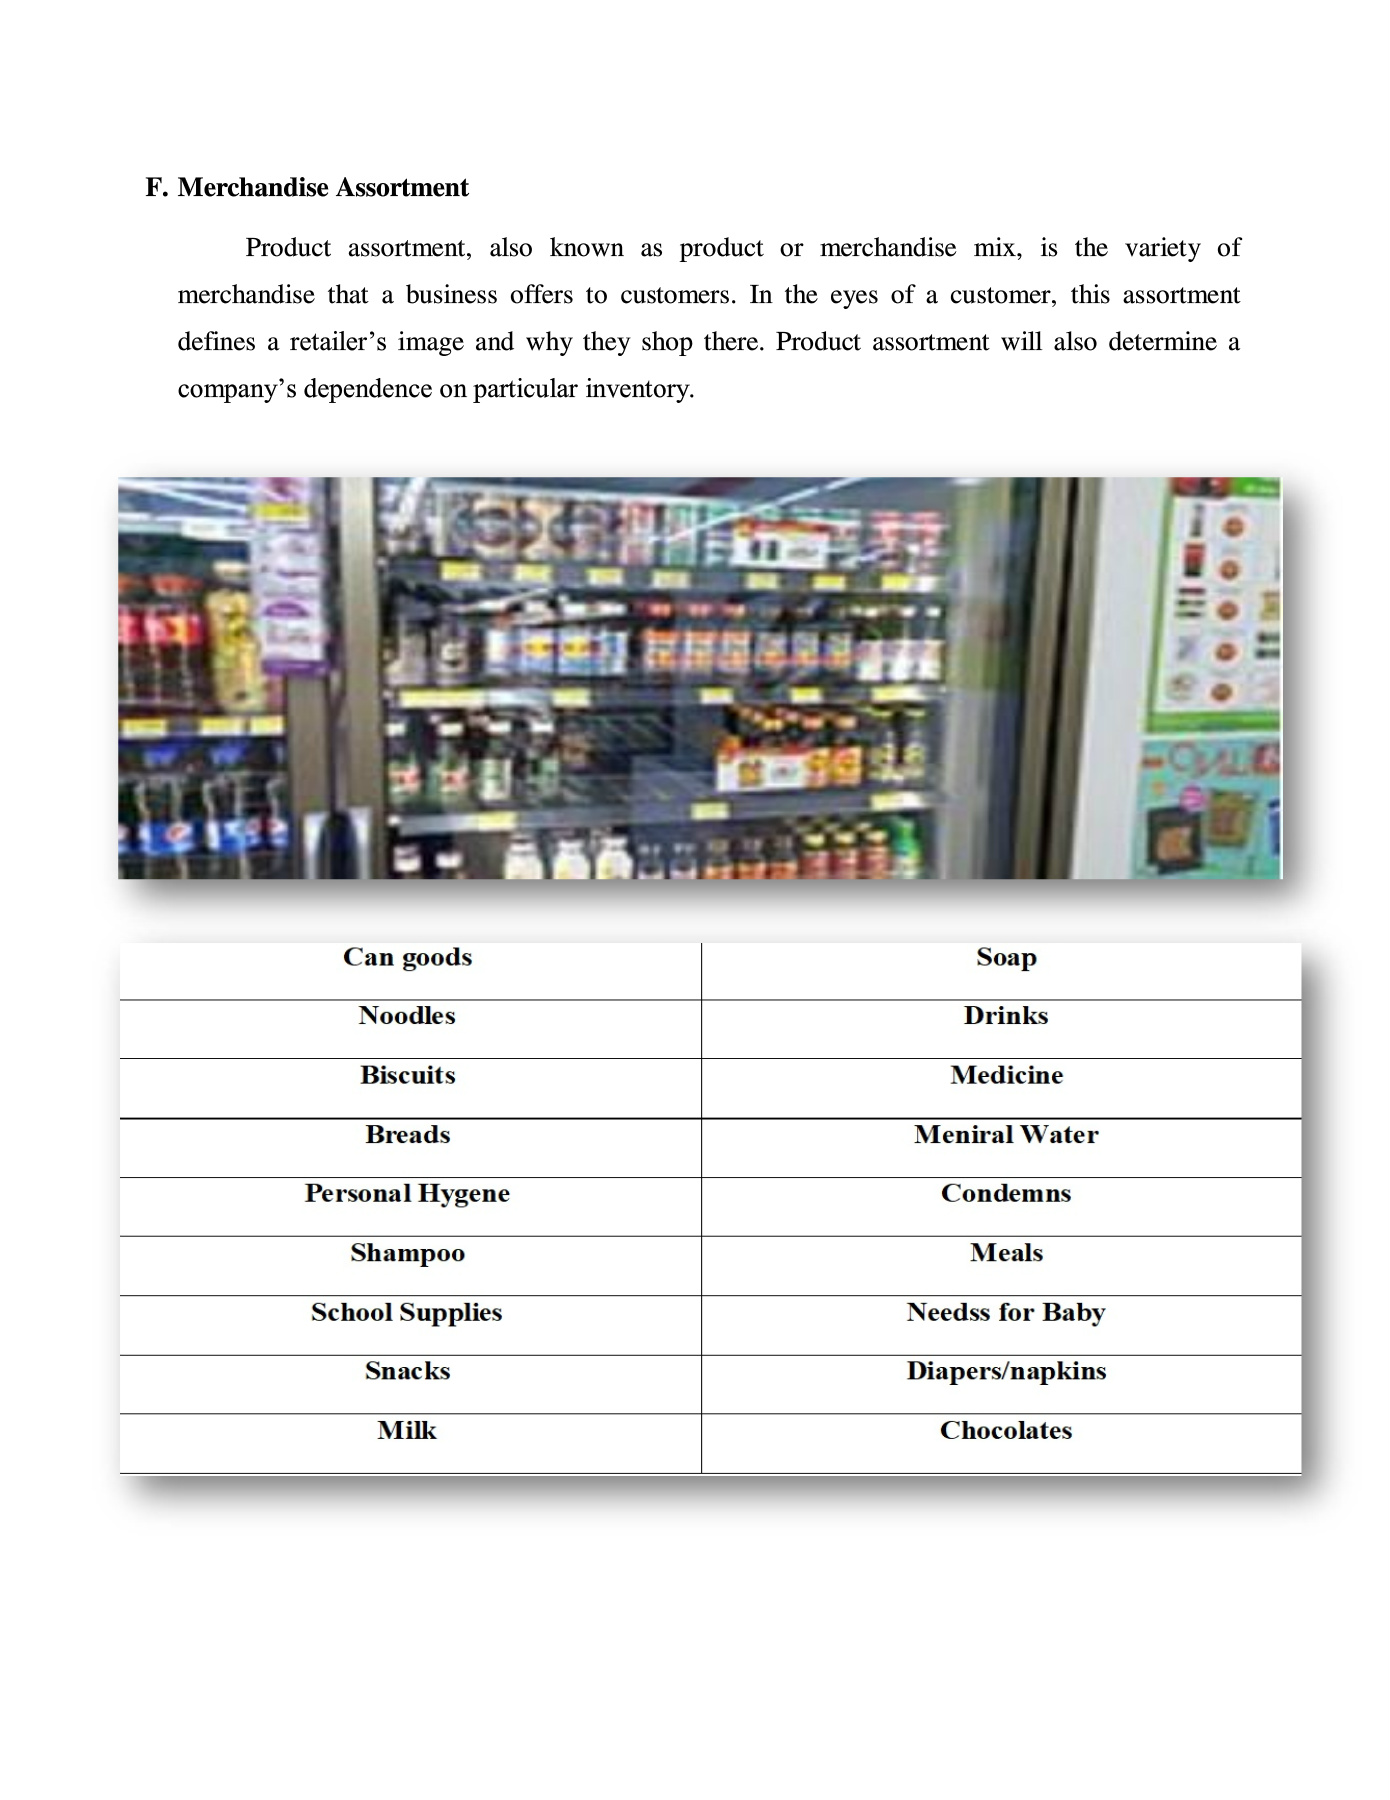 F. Merchandise Assortment
Product assortment, also known as product or merchandise mix, is the variety of
merchandise that a business offers to customers. In the eyes of a customer, this assortment
defines a retailer’s image and why they shop there. Product assortment will also determine a
company’s dependence on particular inventory.
Can goods Soap
Noodles Drinks
Biscuits Medicine
Breads Meniral Water
Personal Hygene Condemns
Shampoo Meals
School Supplies Needss for Baby
Snacks Diapers/napkins
Milk Chocolates